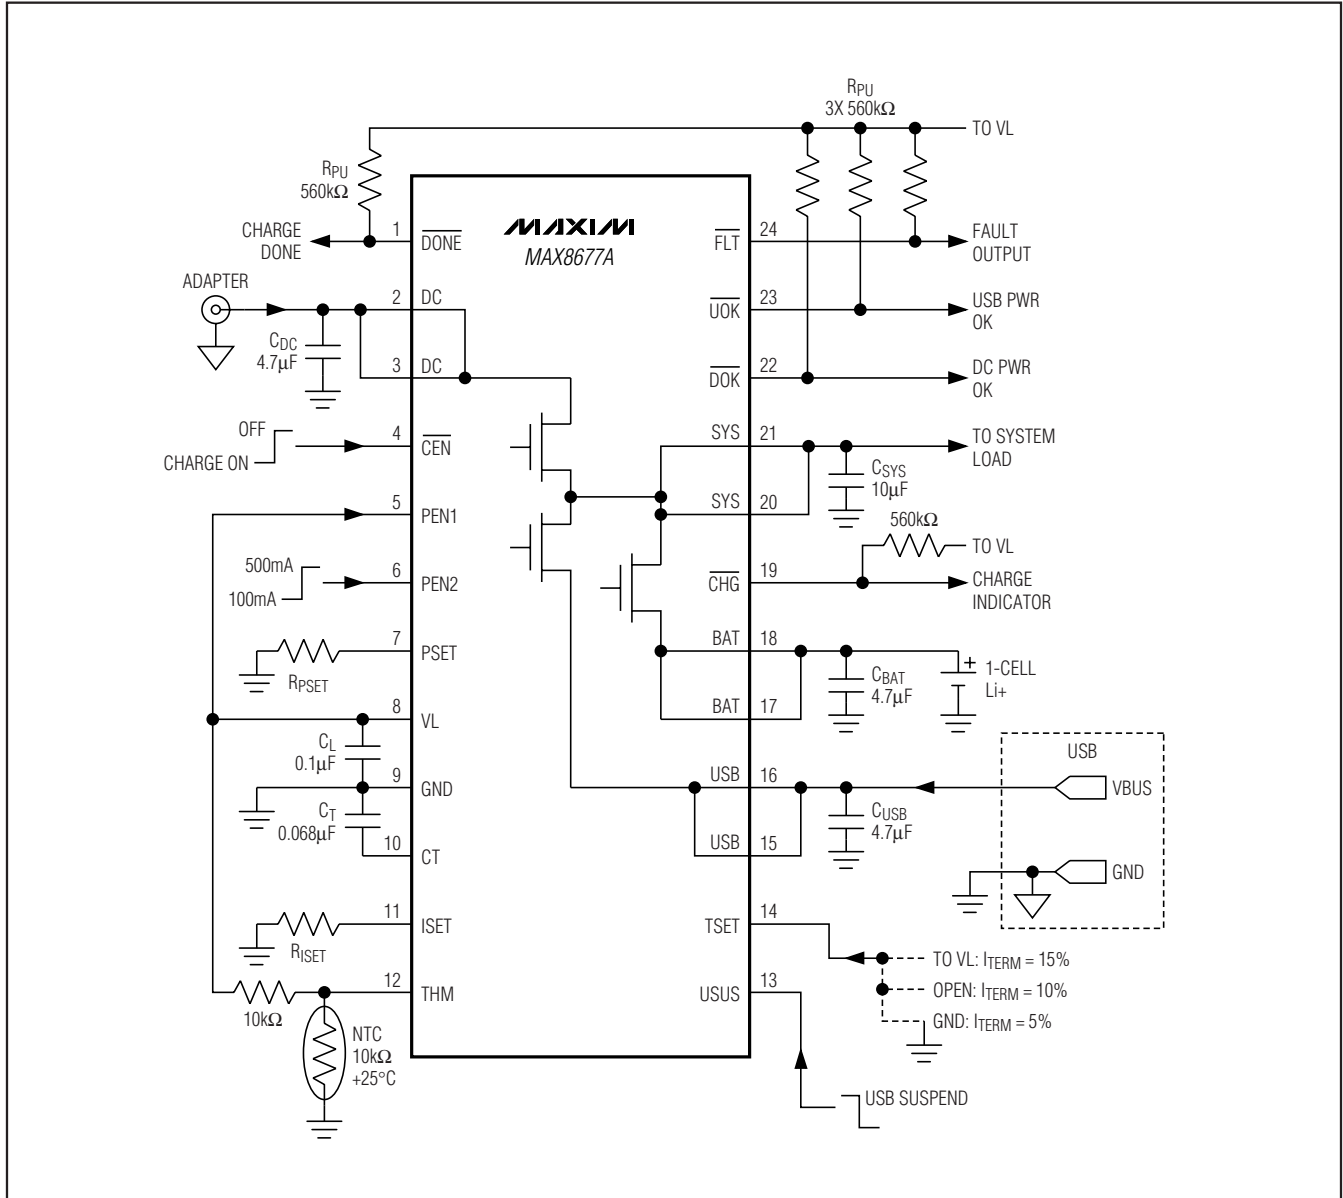 RPU
3X 560kΩ
TO VL
RPU
560kΩ
MAXIM
MAX8677A
CHARGE
DONE
1
DONE
24
FLT
FAULT
OUTPUT
ADAPTER
2
DC
23
UOK
USB PWR
OK
CDC
4.7µF
3
DC
22
DOK
DC PWR
OK
OFF
CHARGE ON
4
CEN
SYS
21
TO SYSTEM
LOAD
CSYS
10µF
5
PEN1
SYS
20
560kΩ
TO VL
500mA
100mA
6
PEN2
19
CHG
CHARGE
INDICATOR
7
PSET
RPSET
BAT
18
CBAT
4.7µF
+
1-CELL
Li+
8
VL
BAT
17
CL
0.1µF
USB
9
GND
USB
16
VBUS
CT
0.068µF
CUSB
4.7µF
10
CT
USB
15
GND
11
ISET
RISET
TSET
14
TO VL: ITERM = 15%
OPEN: ITERM = 10%
GND: ITERM = 5%
12
THM
USUS
13
10kΩ
NTC
10kΩ
+25°C
USB SUSPEND